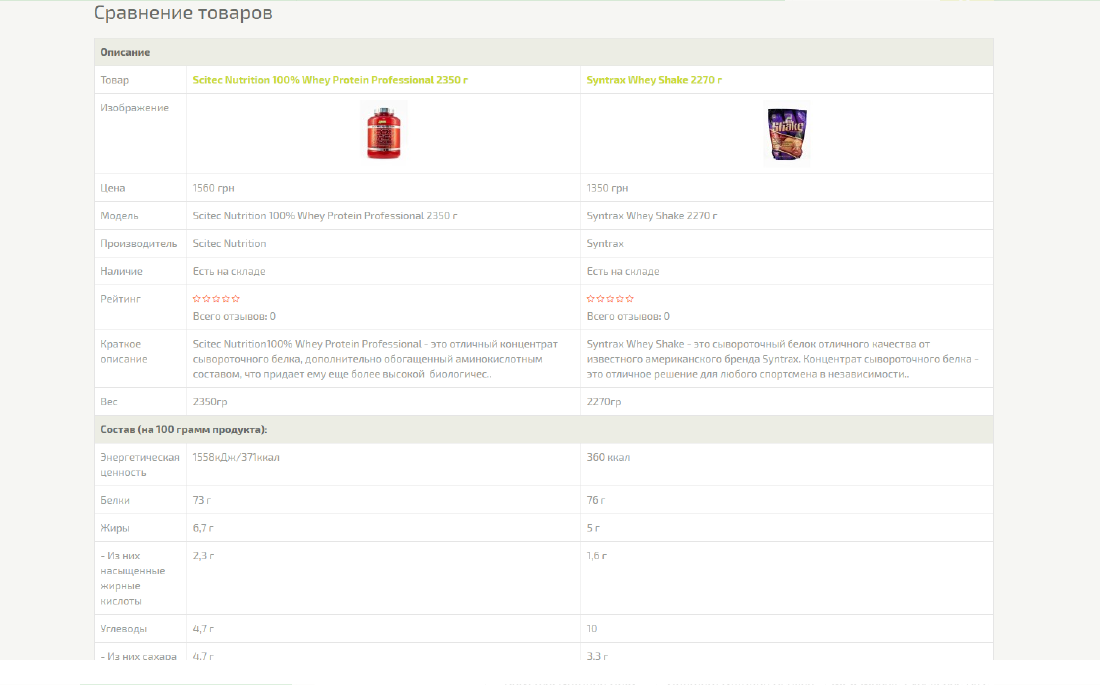 Сравнение товаров
Описание
Товар Scitec Nutrition 100% Whey Protein Professional 2350 г Syntrax Whey Shake 2270 г
Изображение
Shake
Цена 1560 грн 1350 грн
Модель Scitec Nutrition 100% Whey Protein Professional 2350 г Syntrax Whey Shake 2270 г
Производитель Scitec Nutrition Syntrax
Наличие Есть на складе Есть на складе
Рейтинг
Всего отзывов: 0 Всего отзывов: 0
Краткое Scitec Nutrition100% Whey Protein Professional - это отличный концентрат Syntrax Whey Shake - это сывороточный белок отличного качества от
описание сывороточного белка, дополнительно обогащенный аминокислотным известного американского бренда Syntrax. Концентрат сывороточного белка -
составом, что придает ему еще более высокой биологичес.. это отличное решение для любого спортсмена в независимости..
Вес 2350гр 2270гр.
Состав (на 100 грамм продукта):
Энергетическая 1558кДж/371ккал 360 ккал
ценность
Белки 73 г 76 г
Жиры 6,7 г 5 г
- Из них 2,3 г 1,6 г
насыщенные
жирные
кислоты
Углеводы 4,7 г 10
- Из них сахара 4,7 г 3,3 г